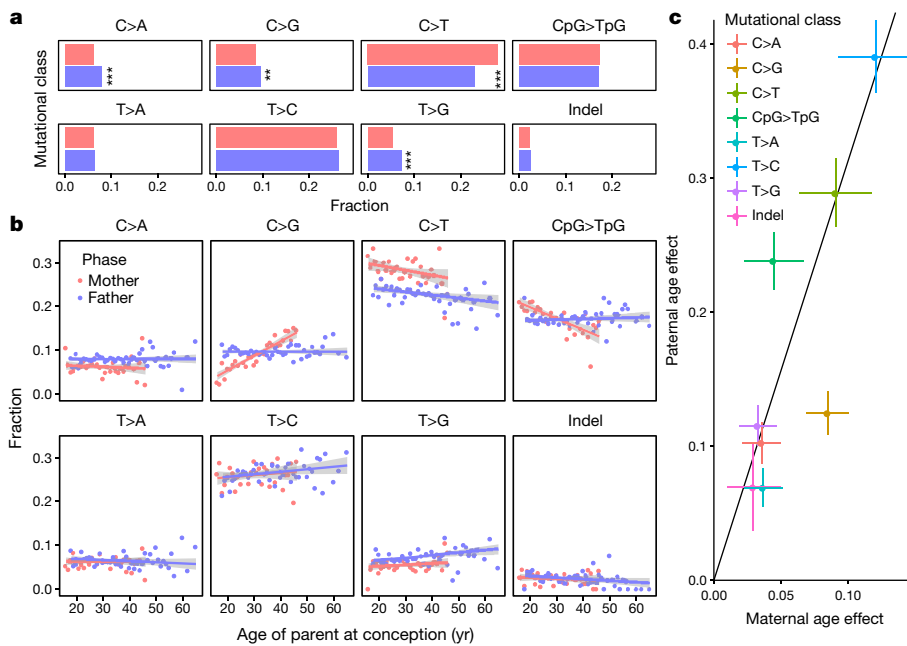 a
C>A C>G C>T CpG>TpG
*** ** ***
T>A T>C T>G Indel
***
Mutational class
0.0 0.1 0.2 0.0 0.1 0.2 0.0 0.1 0.2 0.0 0.1 0.2
Fraction
b
C>A C>G C>T CpG>TpG
Phase
Mother
Father
0.3
0.2
0.1
0.0
T>A T>C T>G Indel
0.3
0.2
0.1
0.0
Fraction
20 30 40 50 60 20 30 40 50 60 20 30 40 50 60 20 30 40 50 60
Age of parent at conception (yr)
c
Mutational class
C>A
C>G
C>T
CpG>TpG
T>A
T>C
T>G
Indel
0.4
0.3
0.2
0.1
0.0
Paternal age effect
0.00 0.05 0.10
Maternal age effect